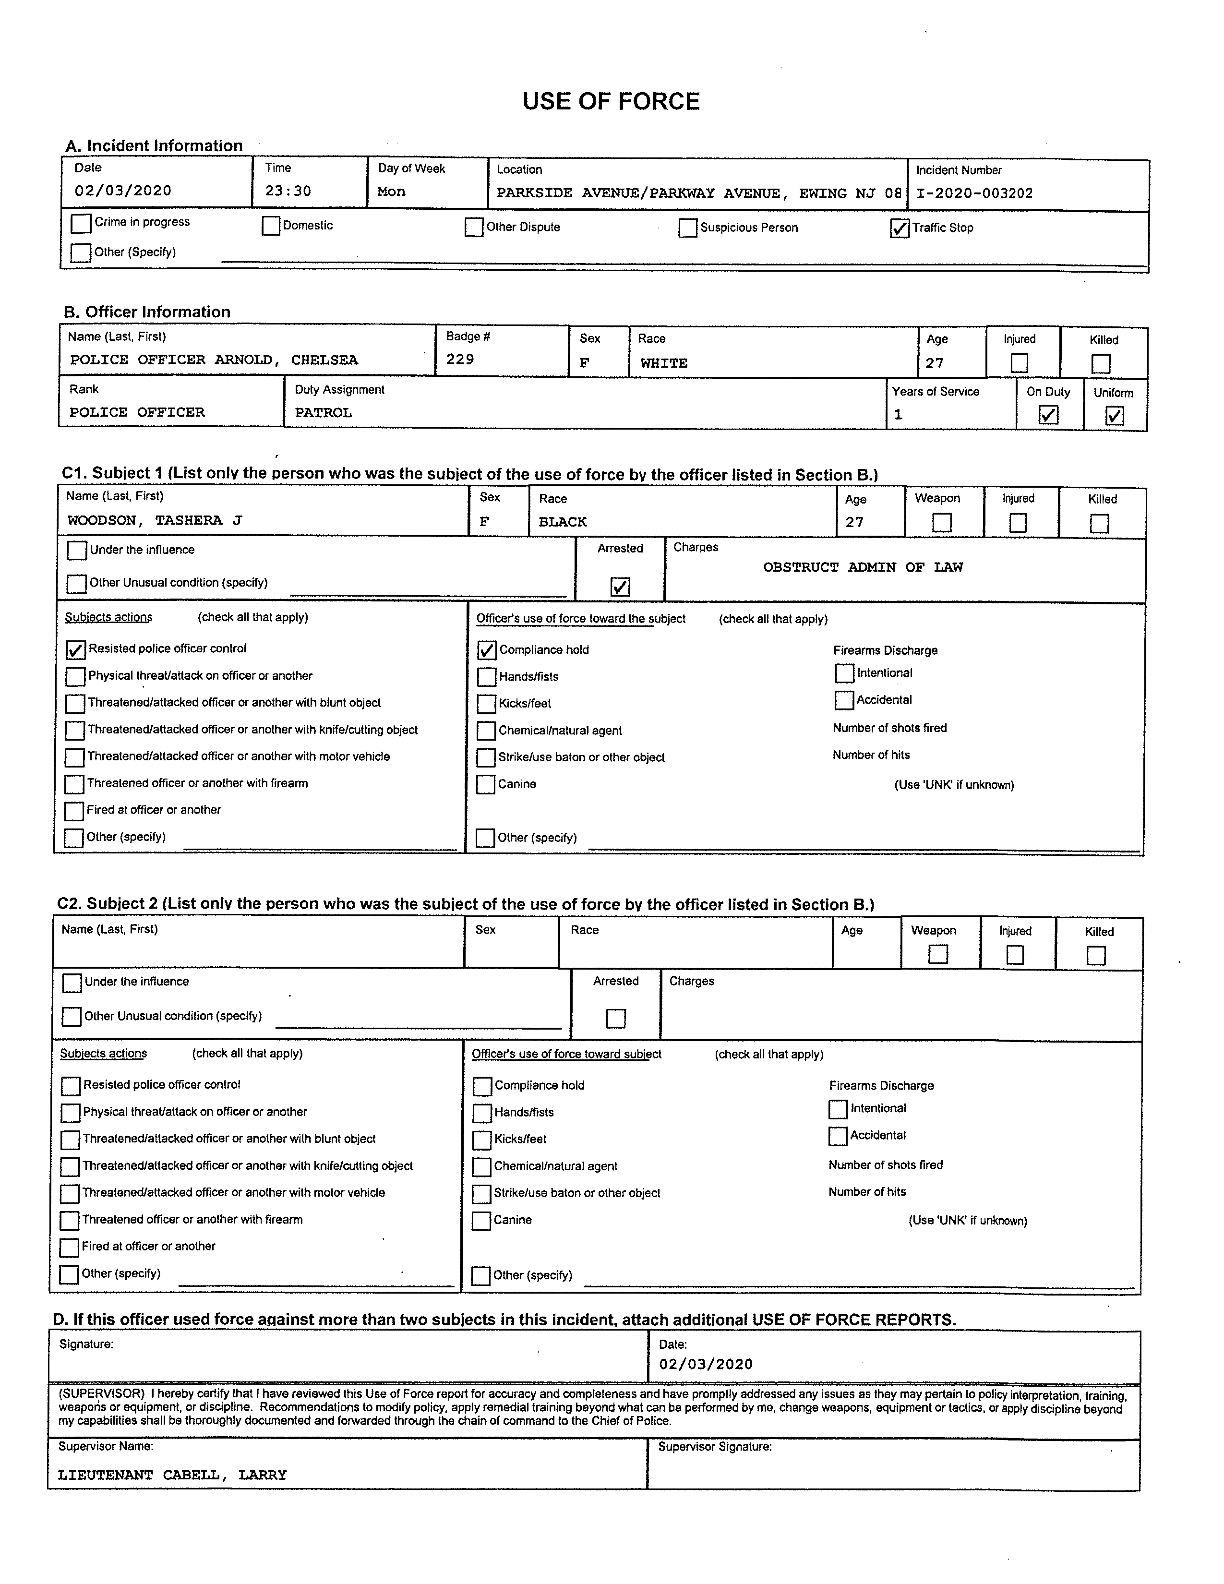 USE OF FORCE
A. Incident Information
Date Time Day of Week Location Incident Number
02/03/2020 23:30 Mon PARKSIDE AVENUE/PARKWAY AVENUE, EWING NJ 08 I-2020-003202
Crime in progress Domestic Other Dispute Suspicious Person Traffic Stop
Other (Specify)
B. Officer Information
Name (Last, First) Badge # Sex Race Age Injured Killed
POLICE OFFICER ARNOLD, CHELSEA 229 F WHITE 27
Rank Duty Assignment Years of Service On Duty Uniform
POLICE OFFICER PATROL 1
C1. Subject 1 (List only the person who was the subject of the use of force by the officer listed in Section B.)
Name (Last, First) Sex Race Age Weapon Injured Killed
WOODSON, TASHERA J F BLACK 27
Under the influence Arrested Charges
OBSTRUCT ADMIN OF LAW
Other Unusual condition (specify)
Subjects actions (check all that apply) Officer's use of force toward the subject (check all that apply)
Resisted police officer control Compliance hold Firearms Discharge
Physical threat/attack on officer or another Hands/fists Intentional
Threatened/attacked officer or another with blunt object Kicks/feet Accidental
Threatened/attacked officer or another with knife/cutting object Chemical/natural agent Number of shots fired
Threatened/attacked officer or another with motor vehicle Strike/use baton or other object Number of hits
Threatened officer or another with firearm Canine (Use 'UNK' if unknown)
Fired at officer or another
Other (specify) Other (specify)
C2. Subject 2 (List only the person who was the subject of the use of force by the officer listed in Section B.)
Name (Last, First) Sex Race Age Weapon Injured Killed
Under the influence Arrested Charges
Other Unusual condition (specify)
Subjects actions (check all that apply) Officer's use of force toward subject (check all that apply)
Resisted police officer control Compliance hold Firearms Discharge
Physical threat/attack on officer or another Hands/fists Intentional
Threatened/attacked officer or another with blunt object Kicks/feet Accidental
Threatened/attacked officer or another with knife/cutting object Chemical/natural agent Number of shots fired
Threatened/attacked officer or another with motor vehicle Strike/use baton or other object Number of hits
Threatened officer or another with firearm Canine (Use 'UNK' if unknown)
Fired at officer or another
Other (specify) Other (specify)
D. If this officer used force against more than two subjects in this incident, attach additional USE OF FORCE REPORTS.
Signature: Date:
02/03/2020
(SUPERVISOR) I hereby certify that I have reviewed this Use of Force report for accuracy and completeness and have promptly addressed any issues as they may pertain to policy interpretation, training,
weapons or equipment, or discipline. Recommendations to modify policy, apply remedial training beyond what can be performed by me, change weapons, equipment or tactics, or apply discipline beyond
my capabilities shall be thoroughly documented and forwarded through the chain of command to the Chief of Police.
Supervisor Name: Supervisor Signature:
LIEUTENANT CABELL, LARRY